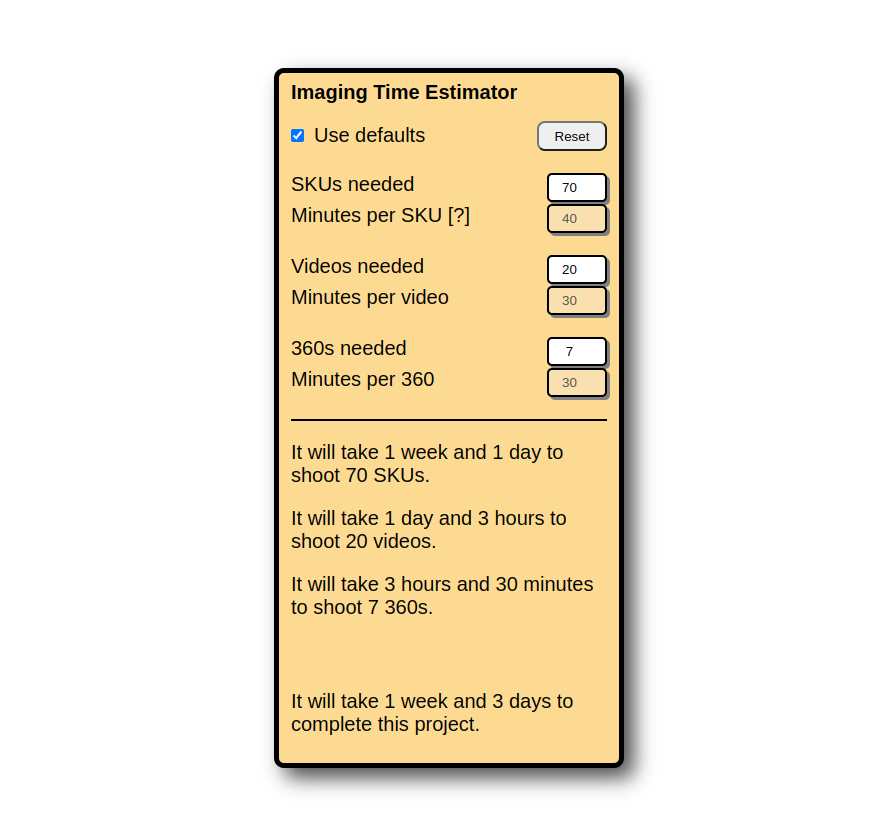 Imaging Time Estimator
Use defaults
Reset
SKUs needed
70
Minutes per SKU [?]
40
Videos needed
20
Minutes per video
30
360s needed
7
Minutes per 360
30
It will take 1 week and 1 day to
shoot 70 SKUs.
It will take 1 day and 3 hours to
shoot 20 videos.
It will take 3 hours and 30 minutes
to shoot 7 360s.
It will take 1 week and 3 days to
complete this project.